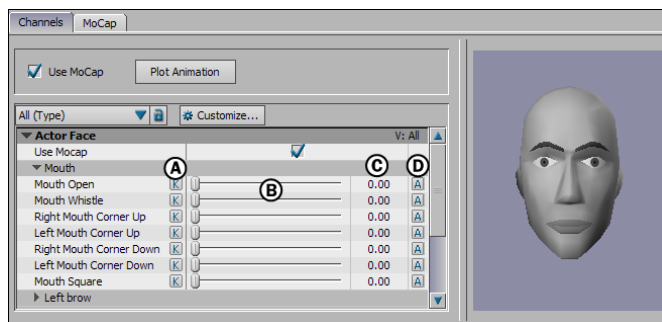 Channels MoCap
Use MoCap Plot Animation
All (Type) Customize...
Actor Face V: All
Use Mocap
Mouth A C D
Mouth Open K B 0.00 A
Mouth Whistle K 0.00 A
Right Mouth Corner Up K 0.00 A
Left Mouth Corner Up K 0.00 A
Right Mouth Corner Down K 0.00 A
Left Mouth Corner Down K 0.00 A
Mouth Square K 0.00 A
Left brow